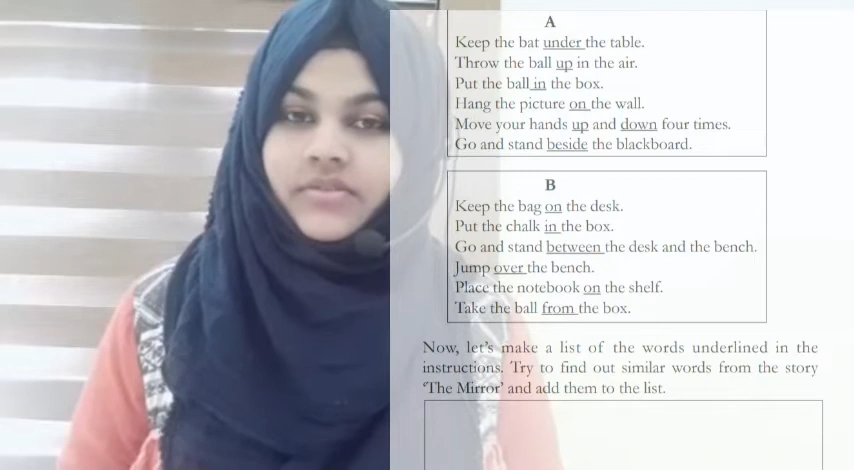 A
Keep the bat under the table.
Throw the ball up in the air.
Put the ball in the box.
Hang the picture on the wall.
Move your hands up and down four times.
Go and stand beside the blackboard.
B
Keep the bag on the desk.
Put the chalk in the box.
Go and stand between the desk and the bench.
Jump over the bench.
Place the notebook on the shelf.
Take the ball from the box.
Now, let's make a list of the words underlined in the
instructions. Try to find out similar words from the story
'The Mirror' and add them to the list.